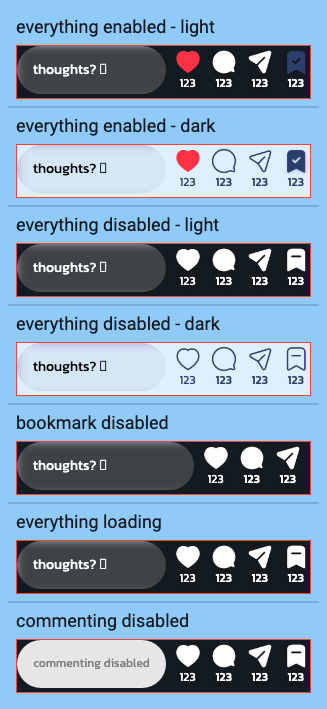 everything enabled - light
thoughts? 123 123 123 123
everything enabled - dark
thoughts? 123 123 123 123
everything disabled - light
thoughts? 123 123 123 123
everything disabled - dark
thoughts? 123 123 123 123
bookmark disabled
thoughts? 123 123 123
everything loading
thoughts? 123 123 123 123
commenting disabled
commenting disabled 123 123 123 123